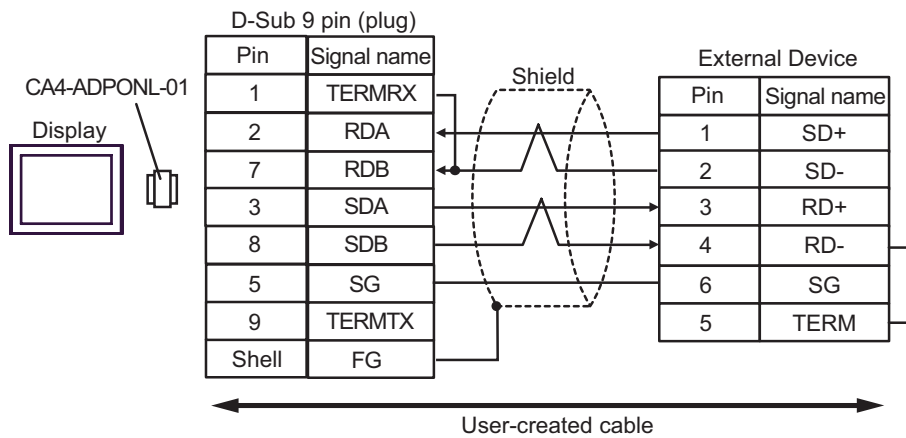 D-Sub 9 pin (plug)
Pin Signal name
1 TERMRX
2 RDA
7 RDB
3 SDA
8 SDB
5 SG
9 TERMTX
Shell FG
CA4-ADPONL-01
Display
Shield
External Device
Pin Signal name
1 SD+
2 SD-
3 RD+
4 RD-
6 SG
5 TERM
User-created cable